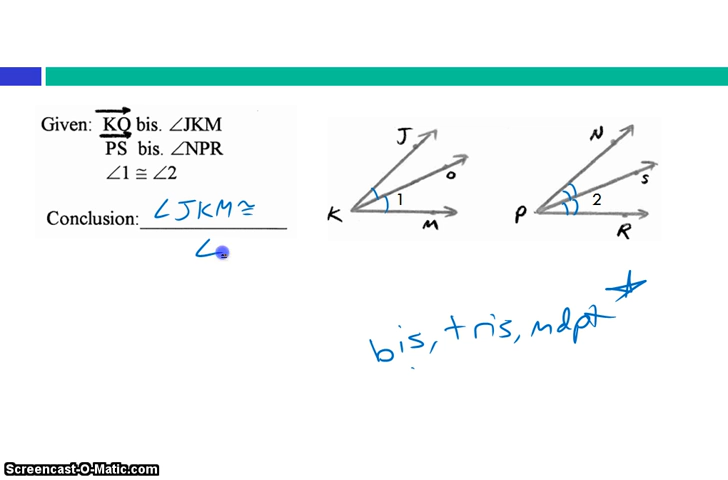 Given: KO bis. ∠JKM
PS bis. ∠NPR
∠1 ≅ ∠2
Conclusion: ∠JKM ≅
∠
J
O
1
K
M
N
S
2
P
R
bis, tris, mdpt
Screencast-O-Matic.com